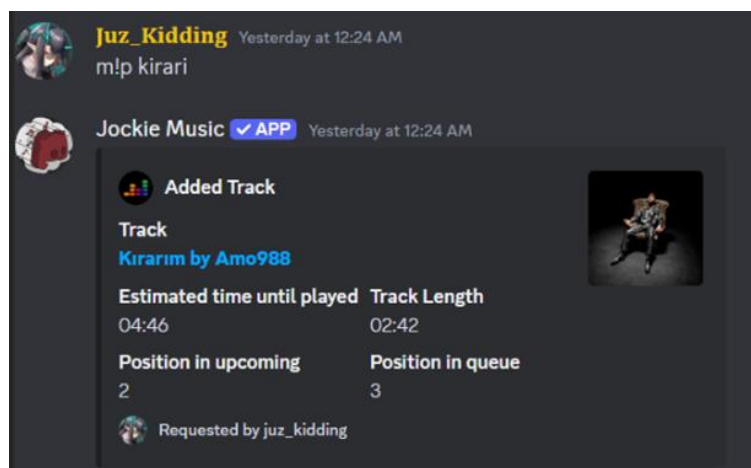 Juz_Kidding Yesterday at 12:24 AM
m!p kirari
Jockie Music ✓ APP Yesterday at 12:24 AM
Added Track
Track
Kırarım by Amo988
Estimated time until played Track Length
04:46 02:42
Position in upcoming Position in queue
2 3
Requested by juz_kidding